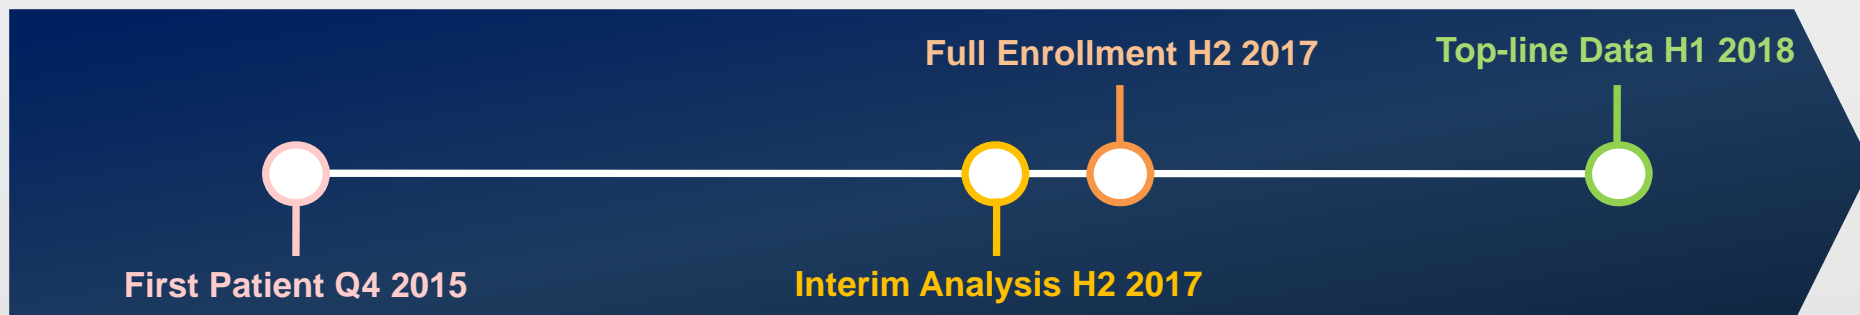 Full Enrollment H2 2017
Top-line Data H1 2018
First Patient Q4 2015
Interim Analysis H2 2017